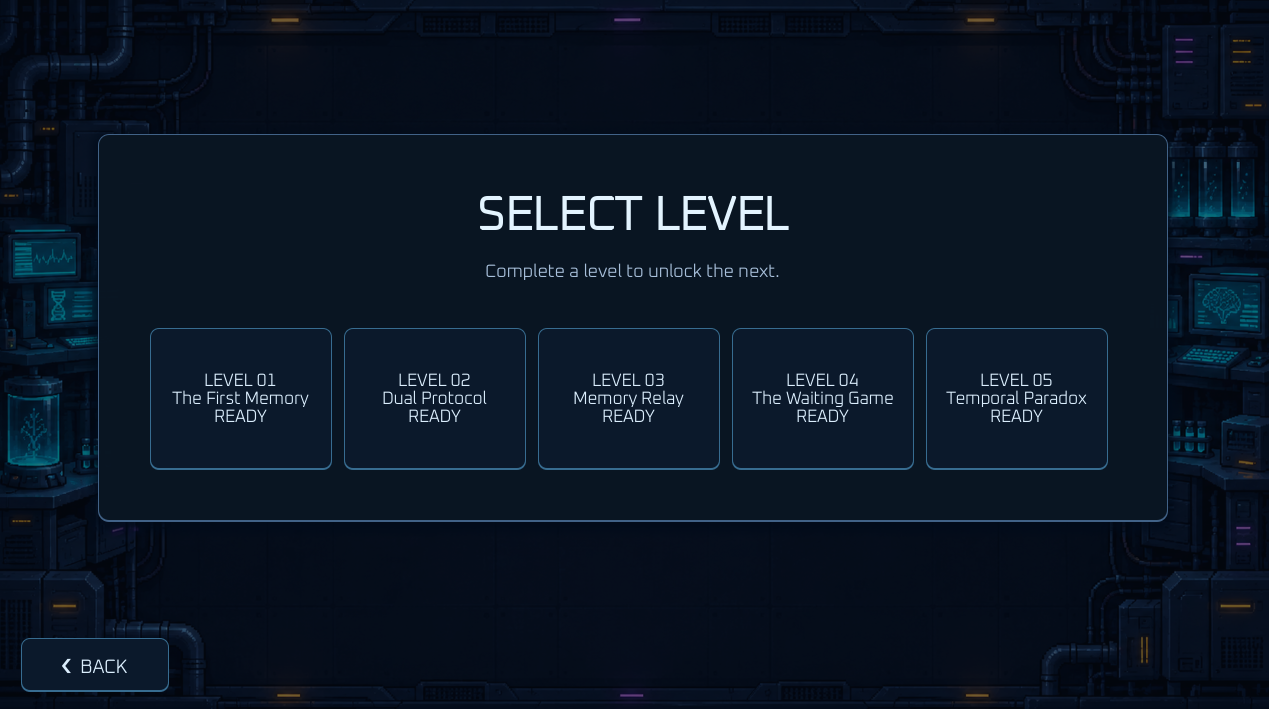 SELECT LEVEL
Complete a level to unlock the next.
LEVEL 01
The First Memory
READY
LEVEL 02
Dual Protocol
READY
LEVEL 03
Memory Relay
READY
LEVEL 04
The Waiting Game
READY
LEVEL 05
Temporal Paradox
READY
❮ BACK